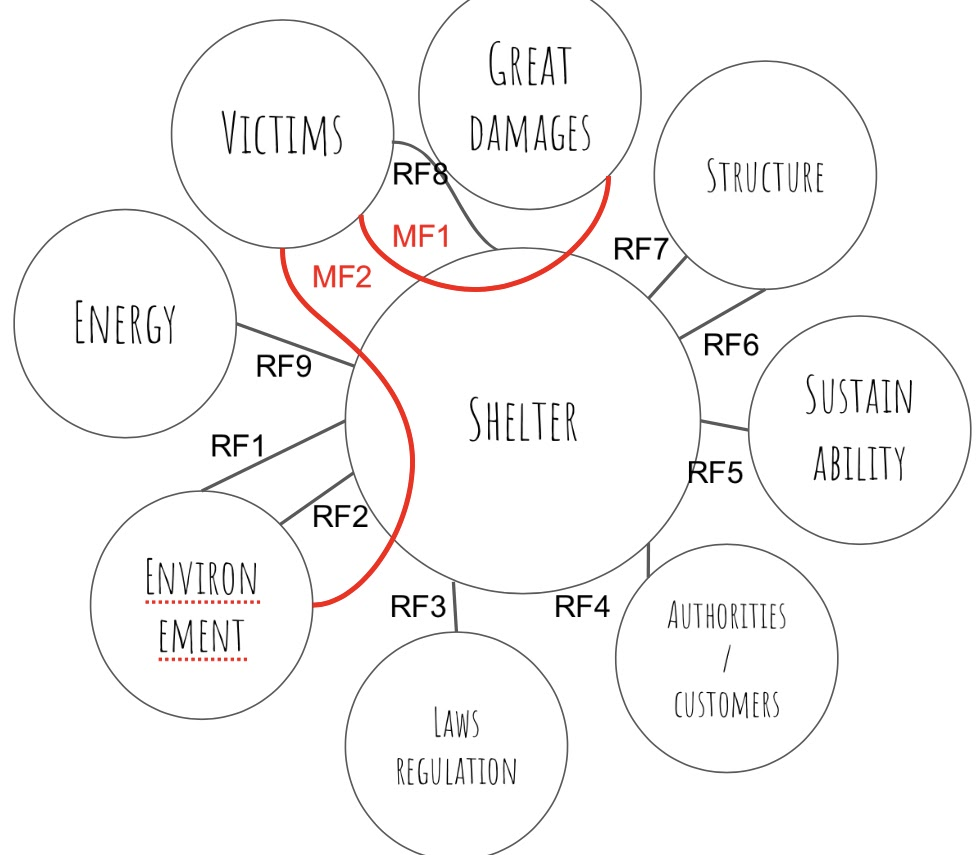 GREAT
DAMAGES
VICTIMS
RF8
STRUCTURE
MF1
RF7
MF2
ENERGY
RF6
RF9
SHELTER
SUSTAIN
ABILITY
RF1
RF5
RF2
ENVIRON
EMENT
RF3
RF4
AUTHORITIES
/
CUSTOMERS
LAWS
REGULATION